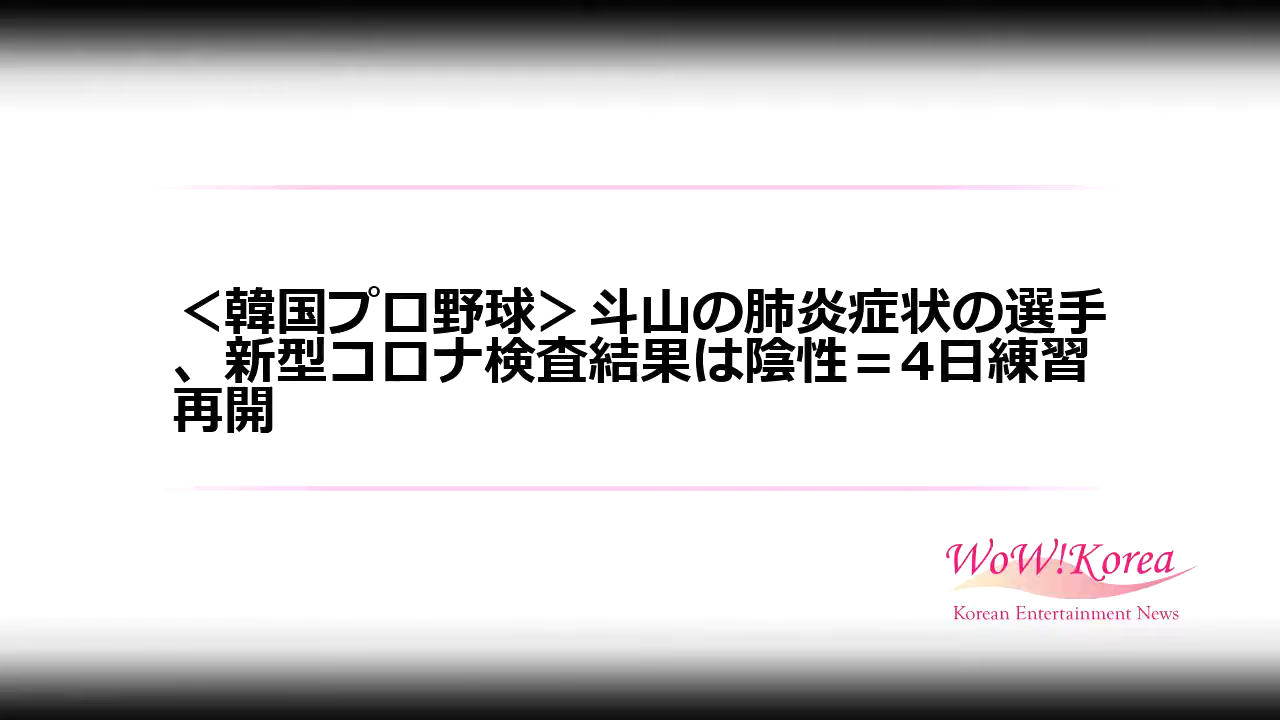 ＜韓国プロ野球＞斗山の肺炎症状の選手
、新型コロナ検査結果は陰性＝4日練習
再開
WoW!Korea
Korean Entertainment News